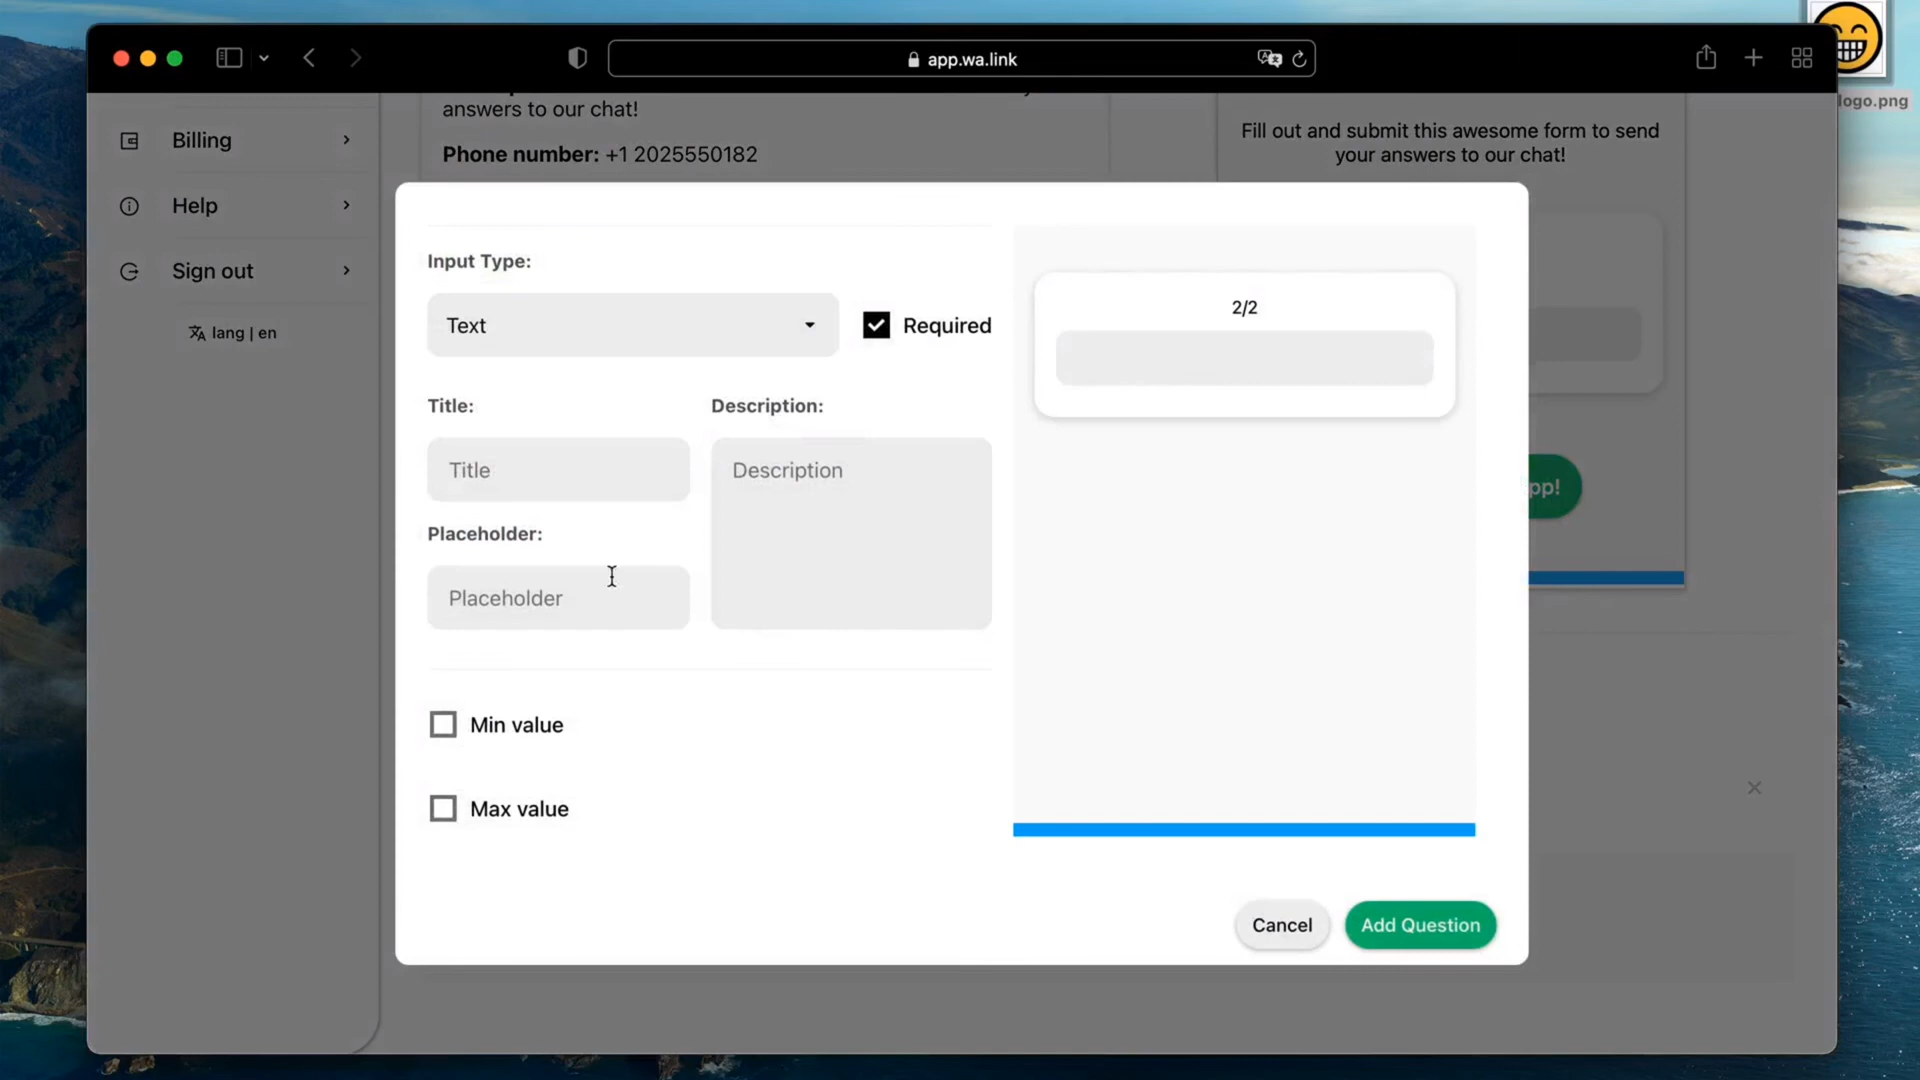 app.wa.link
logo.png
answers to our chat!
Phone number: +1 2025550182
Billing
Help
Sign out
lang | en
Fill out and submit this awesome form to send
your answers to our chat!
Input Type:
Text
Required
Title:
Title
Description:
Description
Placeholder:
Placeholder
Min value
Max value
2/2
pp!
Cancel
Add Question